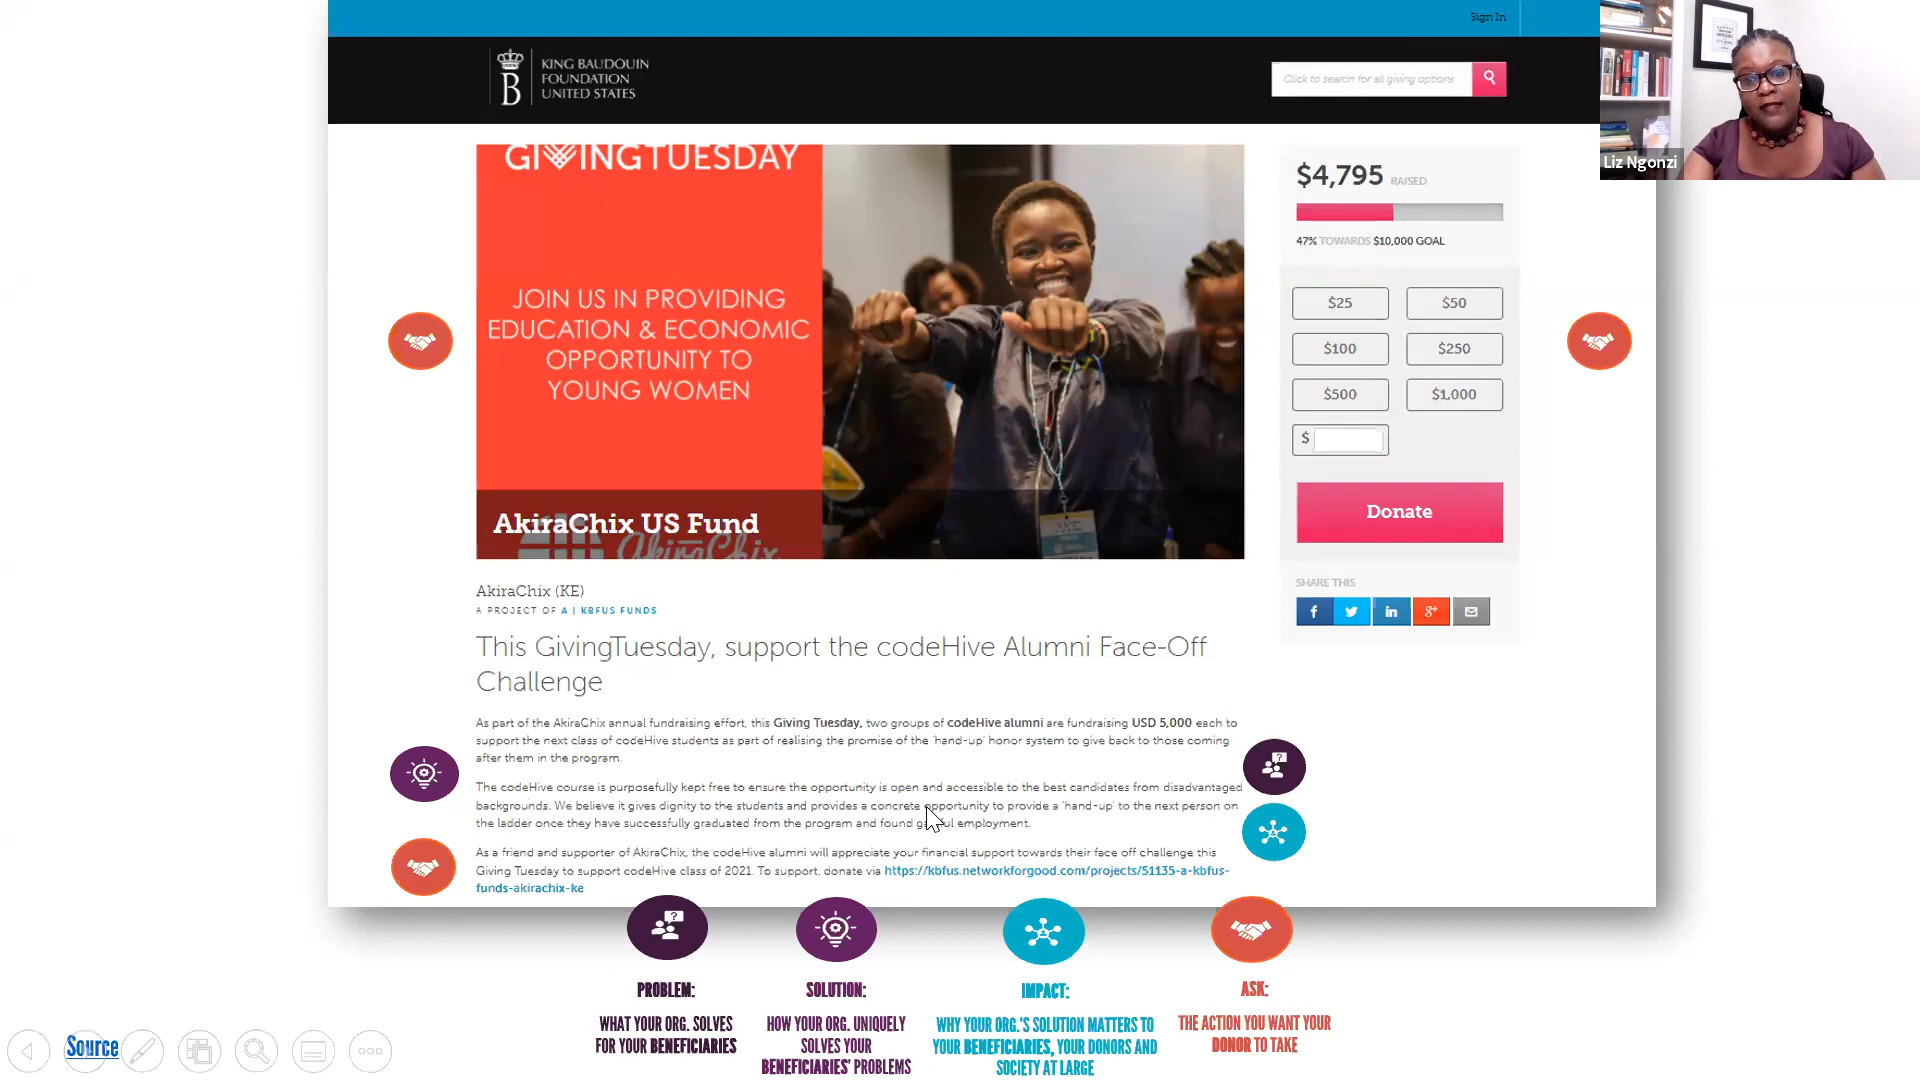 Sign In
KING BAUDOUIN
FOUNDATION
UNITED STATES
B
Click to search for all giving options
Liz Ngonzi
GIVINGTUESDAY
JOIN US IN PROVIDING
EDUCATION & ECONOMIC
OPPORTUNITY TO
YOUNG WOMEN
AkiraChix US Fund
AkiraChix
$4,795 RAISED
47% TOWARDS $10,000 GOAL
$25 $50
$100 $250
$500 $1,000
$
Donate
SHARE THIS
AkiraChix (KE)
A PROJECT OF A | KBFUS FUNDS
This GivingTuesday, support the codeHive Alumni Face-Off
Challenge
As part of the AkiraChix annual fundraising effort, this Giving Tuesday, two groups of codeHive alumni are fundraising USD 5,000 each to
support the next class of codeHive students as part of realising the promise of the 'hand-up' honor system to give back to those coming
after them in the program.
The codeHive course is purposefully kept free to ensure the opportunity is open and accessible to the best candidates from disadvantaged
backgrounds. We believe it gives dignity to the students and provides a concrete opportunity to provide a 'hand-up' to the next person on
the ladder once they have successfully graduated from the program and found employment.
As a friend and supporter of AkiraChix, the codeHive alumni will appreciate your financial support towards their face off challenge this
Giving Tuesday to support codeHive class of 2021. To support, donate via https://kbfus.networkforgood.com/projects/51135-a-kbfus-
funds-akirachix-ke
PROBLEM:
WHAT YOUR ORG. SOLVES
FOR YOUR BENEFICIARIES
SOLUTION:
HOW YOUR ORG. UNIQUELY
SOLVES YOUR
BENEFICIARIES' PROBLEMS
IMPACT:
WHY YOUR ORG.'S SOLUTION MATTERS TO
YOUR BENEFICIARIES, YOUR DONORS AND
SOCIETY AT LARGE
ASK:
THE ACTION YOU WANT YOUR
DONOR TO TAKE
Source